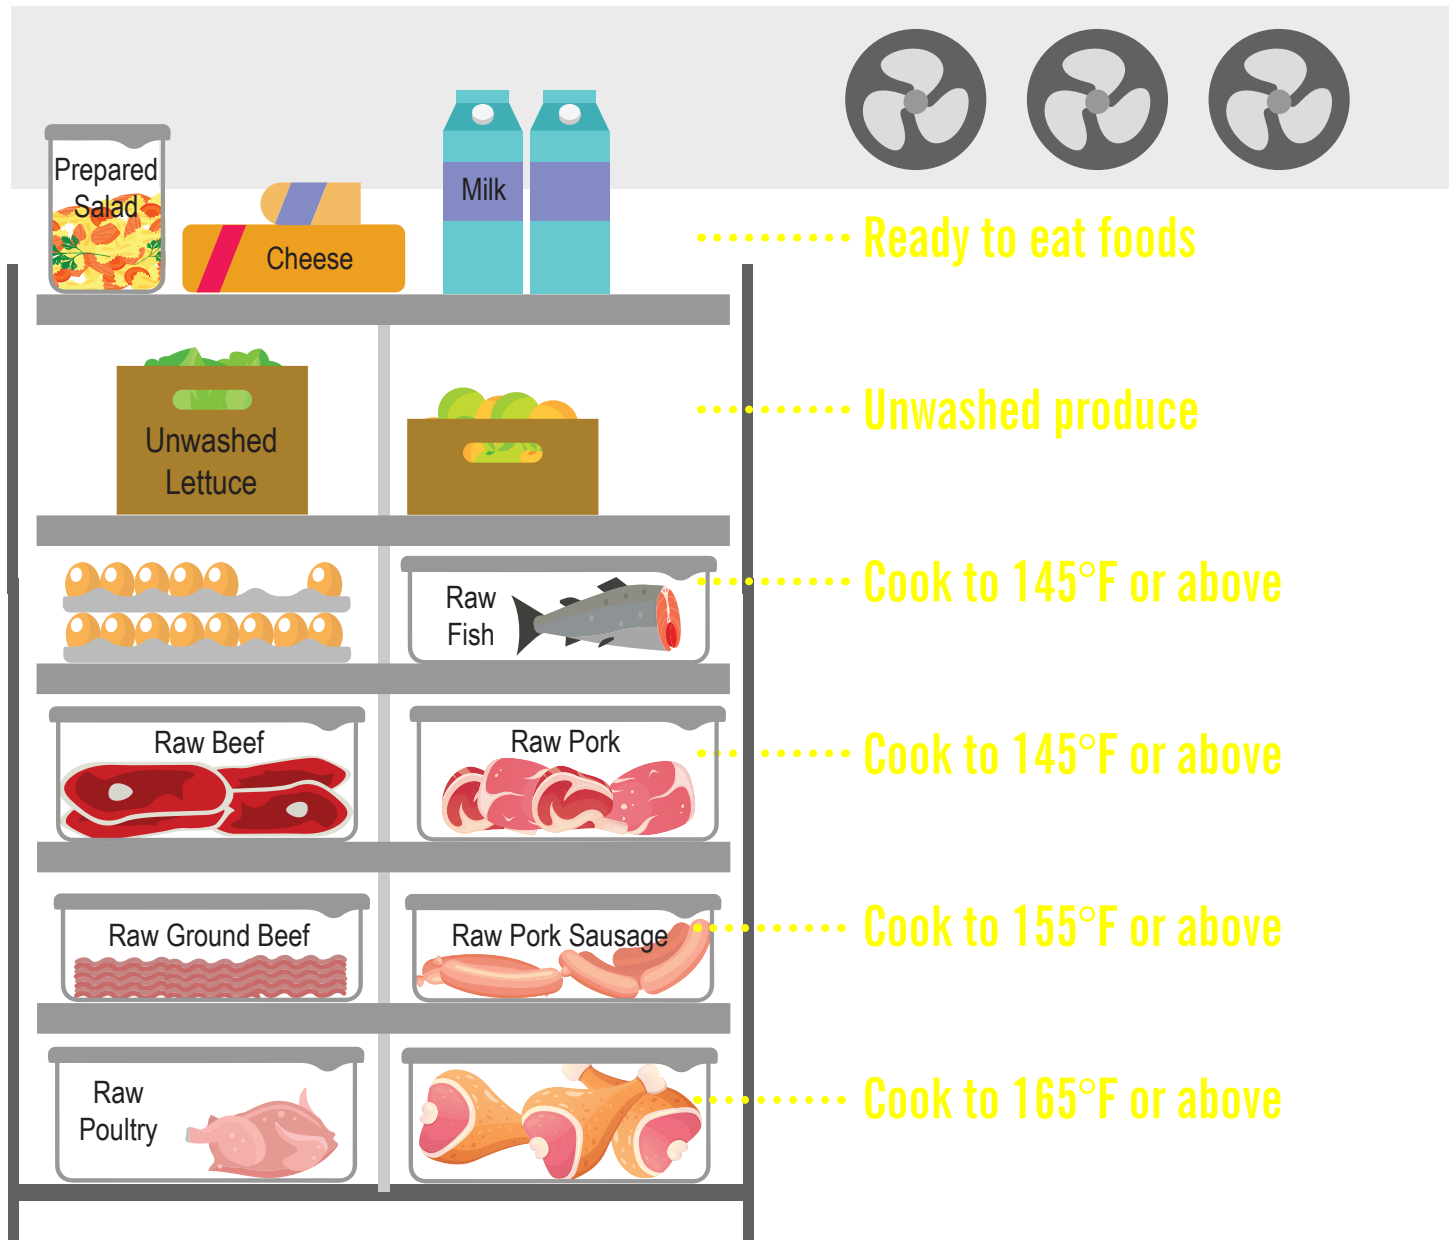 Prepared
Salad
Cheese
Milk
Ready to eat foods
Unwashed
Lettuce
Unwashed produce
Raw
Fish
Cook to 145°F or above
Raw Beef
Raw Pork
Cook to 145°F or above
Raw Ground Beef
Raw Pork Sausage
Cook to 155°F or above
Raw
Poultry
Cook to 165°F or above